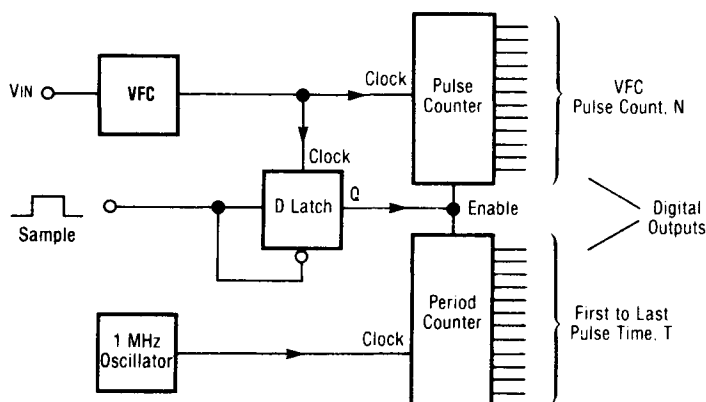 VIN
VFC
Clock
Pulse
Counter
VFC
Pulse Count, N
Clock
D Latch
Q
Enable
Sample
Digital
Outputs
Period
Counter
First to Last
Pulse Time, T
1 MHz
Oscillator
Clock